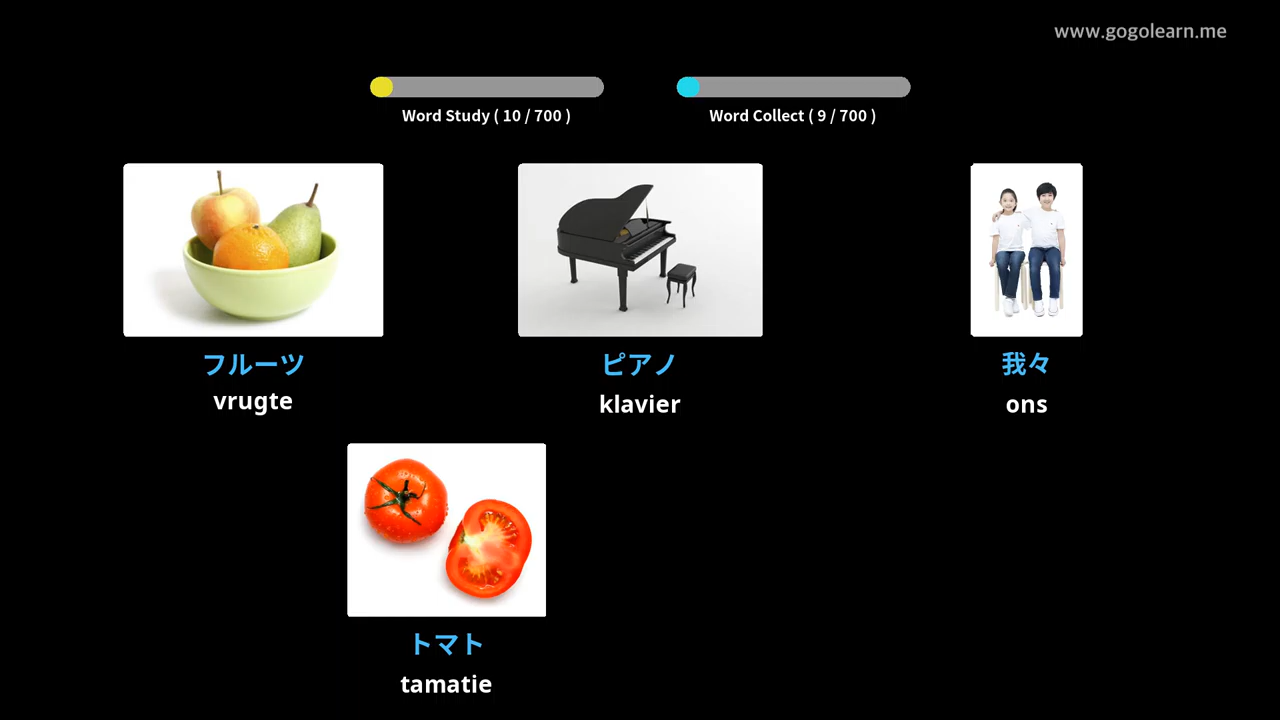 www.gogolearn.me
Word Study ( 10 / 700 )
Word Collect ( 9 / 700 )
フルーツ
vrugte
ピアノ
klavier
我々
ons
トマト
tamatie